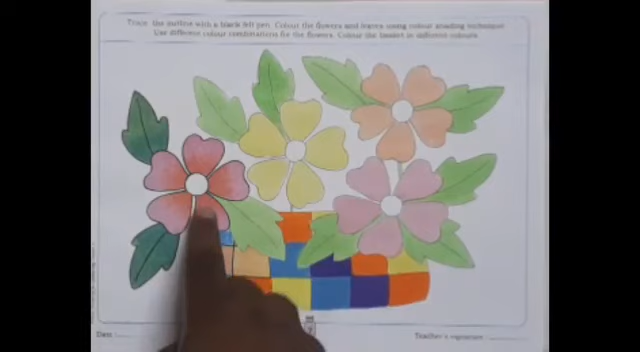 Trace the outline with a black felt pen. Colour the flowers and leaves using colour shading technique.
Use different colour combinations for the flowers. Colour the basket in different colours.
Date :
Teacher's signature :